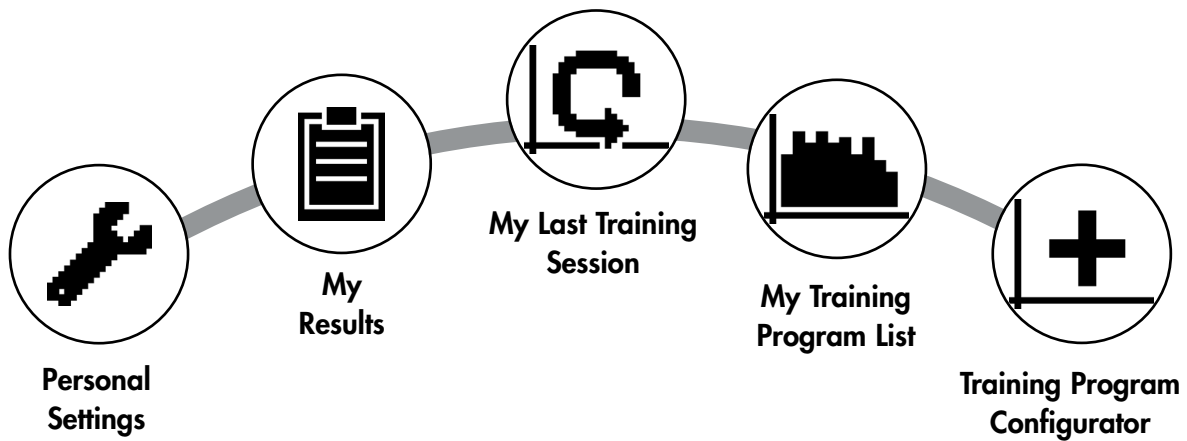 Personal
Settings
My
Results
My Last Training
Session
My Training
Program List
Training Program
Configurator